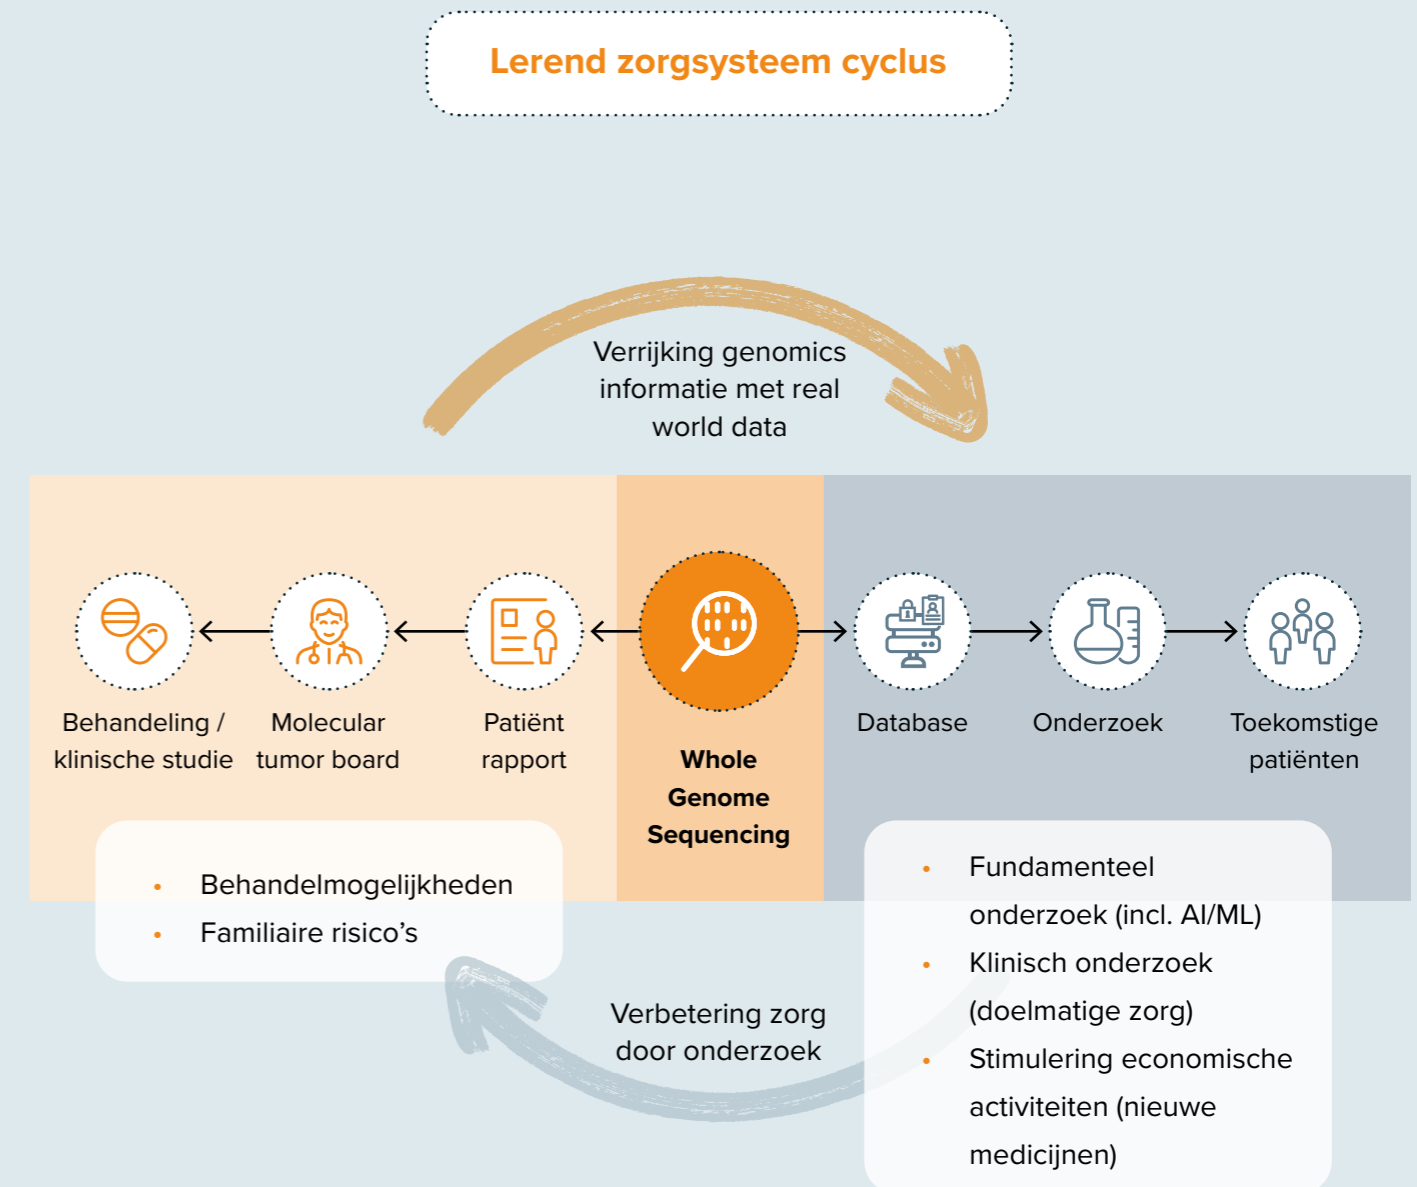 Lerend zorgsysteem cyclus
Verrijking genomics
informatie met real
world data
Behandeling /
klinische studie
Molecular
tumor board
Patiënt
rapport
Whole
Genome
Sequencing
Database
Onderzoek
Toekomstige
patiënten
• Behandelmogelijkheden
• Familiaire risico’s
Verbetering zorg
door onderzoek
• Fundamenteel
onderzoek (incl. AI/ML)
• Klinisch onderzoek
(doelmatige zorg)
• Stimulering economische
activiteiten (nieuwe
medicijnen)